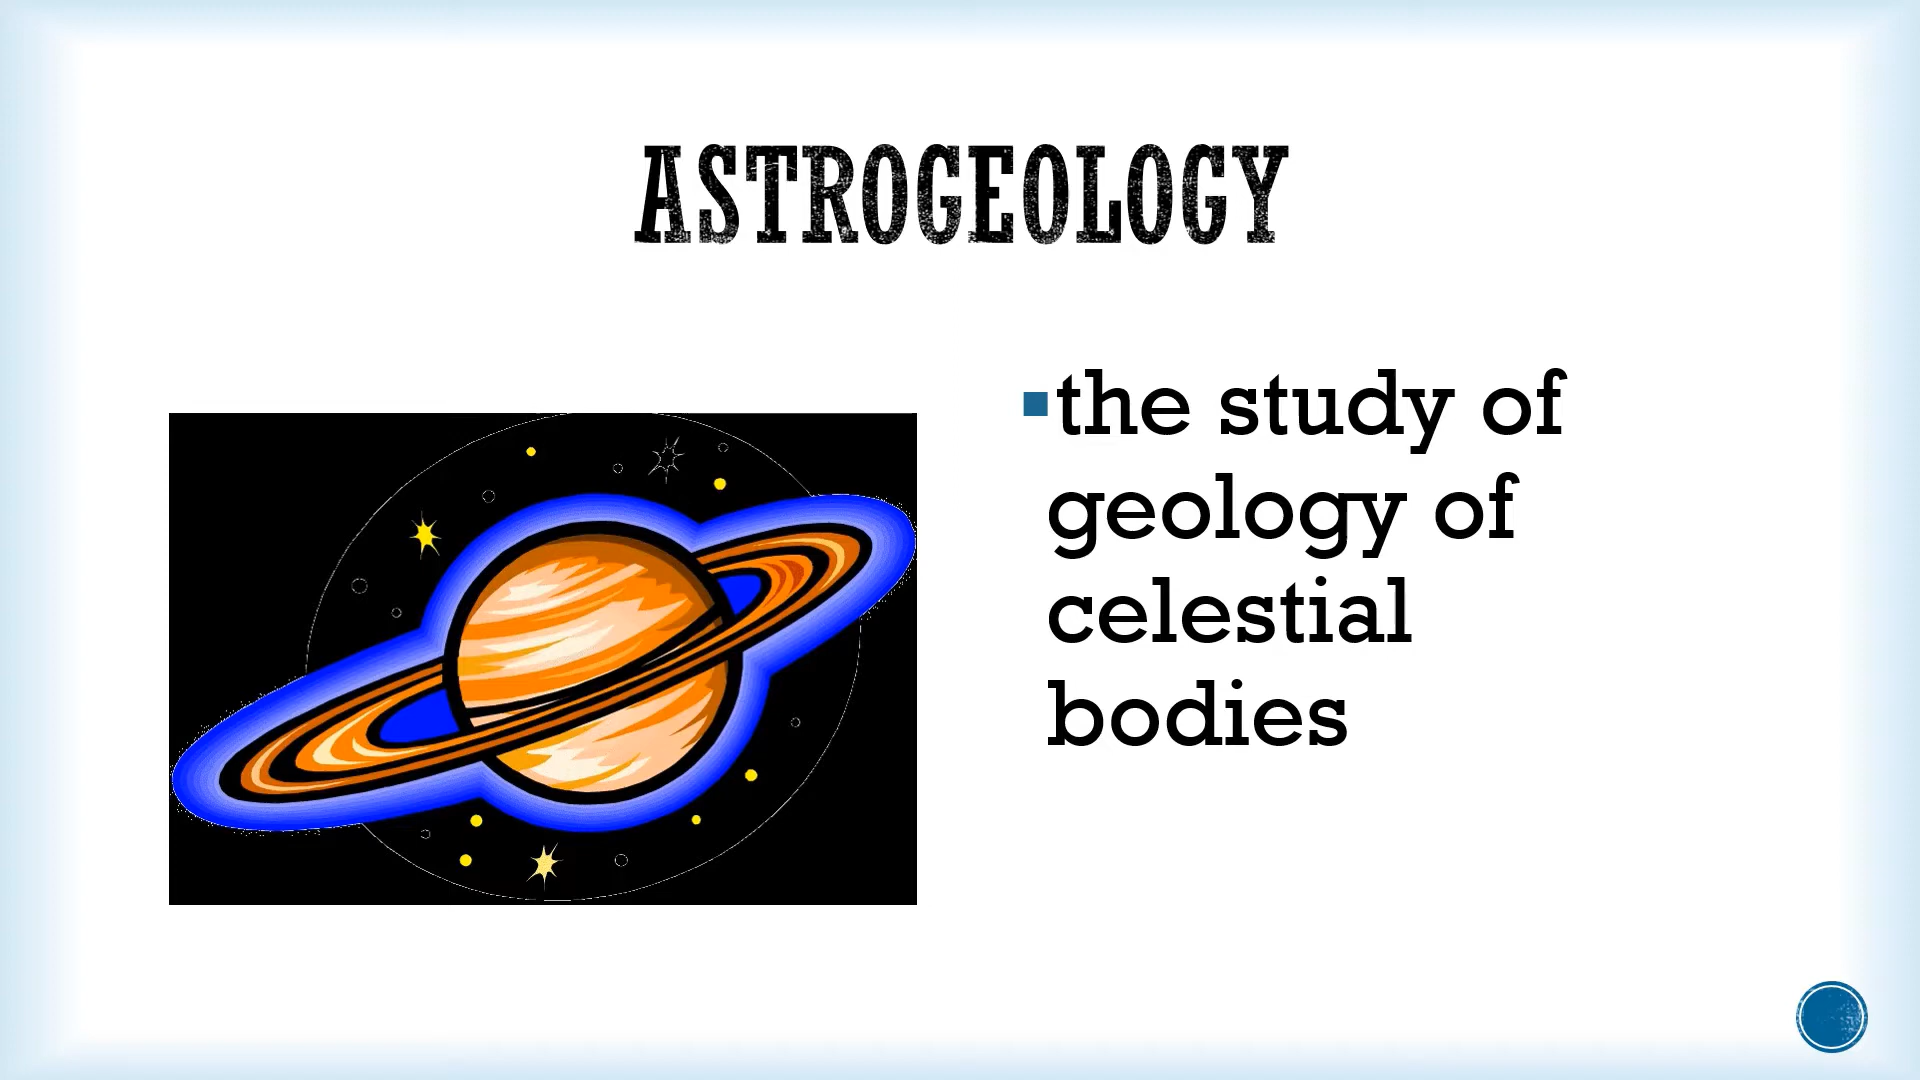 ASTROGEOLOGY
▪the study of
geology of
celestial
bodies